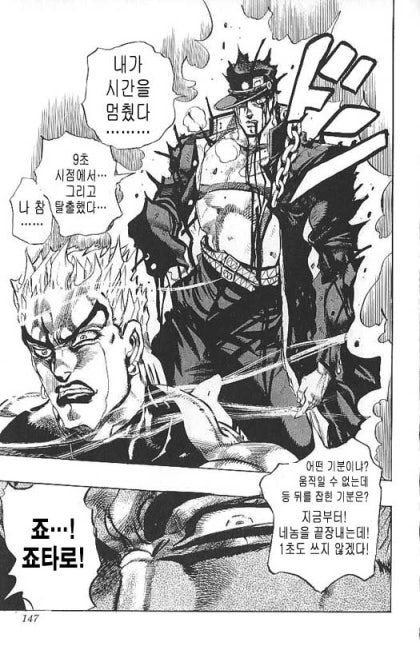 내가
시간을
멈췄다
………
9초
시점에서…
그리고
탈출했다…
나 참
……
ドド
어떤 기분이냐?
움직일 수 없는데
등 뒤를 잡힌 기분은?
지금부터!
네놈을 끝장내는데!
1초도 쓰지 않겠다!
죠…!
죠타로!
147